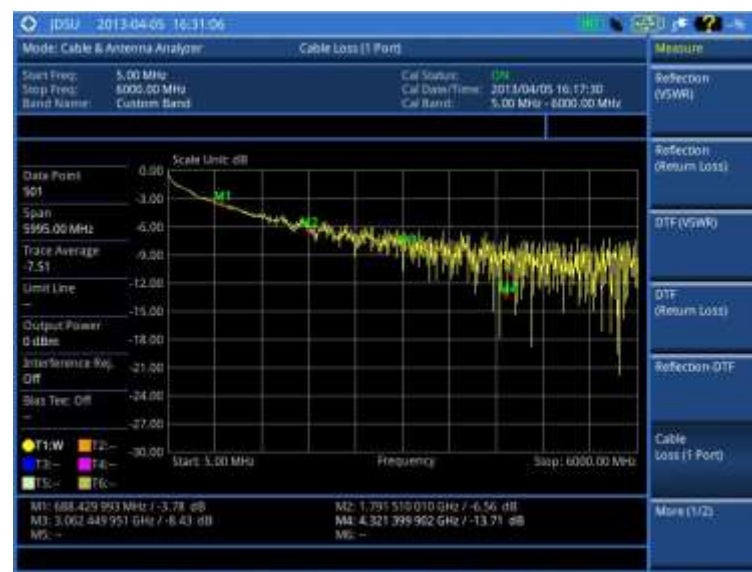 JDSU 2013-04-05 16:31:06
Mode: Cable & Antenna Analyzer Cable Loss (1 Port)
Start Freq: 5.00 MHz Cal Status: ON
Stop Freq: 6000.00 MHz Cal Date/Time: 2013/04/05 16:17:30
Band Name: Custom Band Cal Band: 5.00 MHz - 6000.00 MHz
Scale Unit: dB
Data Point
501
Span
5995.00 MHz
Trace Average
-7.51
Limit Line
--
Output Power
0 dBm
Interference Rej.
Off
Bias Tee: Off
--
T1:W T2:--
T3:-- T4:--
T5:-- T6:--
0.00
-3.00
-6.00
-9.00
-12.00
-15.00
-18.00
-21.00
-24.00
-27.00
-30.00
M1
M2
M4
Start: 5.00 MHz Frequency Stop: 6000.00 MHz
M1: 688.429 993 MHz / -3.78 dB M2: 1.791 510 010 GHz / -6.56 dB
M3: 3.062 449 951 GHz / -8.43 dB M4: 4.321 399 902 GHz / -13.71 dB
M5: -- M6: --
Measure
Reflection
(VSWR)
Reflection
(Return Loss)
DTF (VSWR)
DTF
(Return Loss)
Reflection-DTF
Cable
Loss (1 Port)
More (1/2)